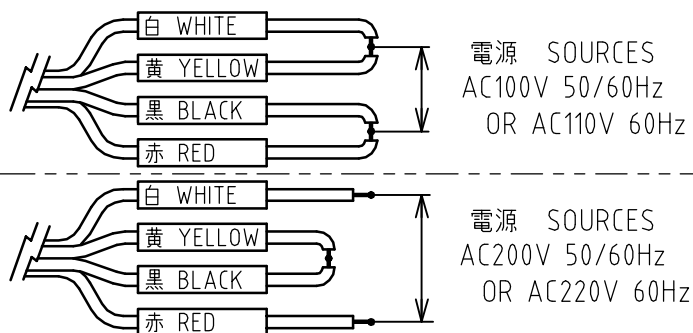 白 WHITE
黄 YELLOW
黒 BLACK
赤 RED
電源 SOURCES
AC100V 50/60Hz
OR AC110V 60Hz
白 WHITE
黄 YELLOW
黒 BLACK
赤 RED
電源 SOURCES
AC200V 50/60Hz
OR AC220V 60Hz